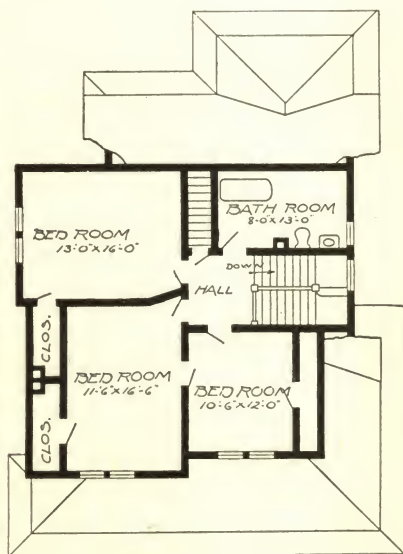 BED ROOM
13'-0"X16'-0"
BATH ROOM
8'-0"X13'-0"
DOWN
HALL
CLOS.
BED ROOM
11'-6"X16'-6"
BED ROOM
10'-6"X12'-0"
CLOS.